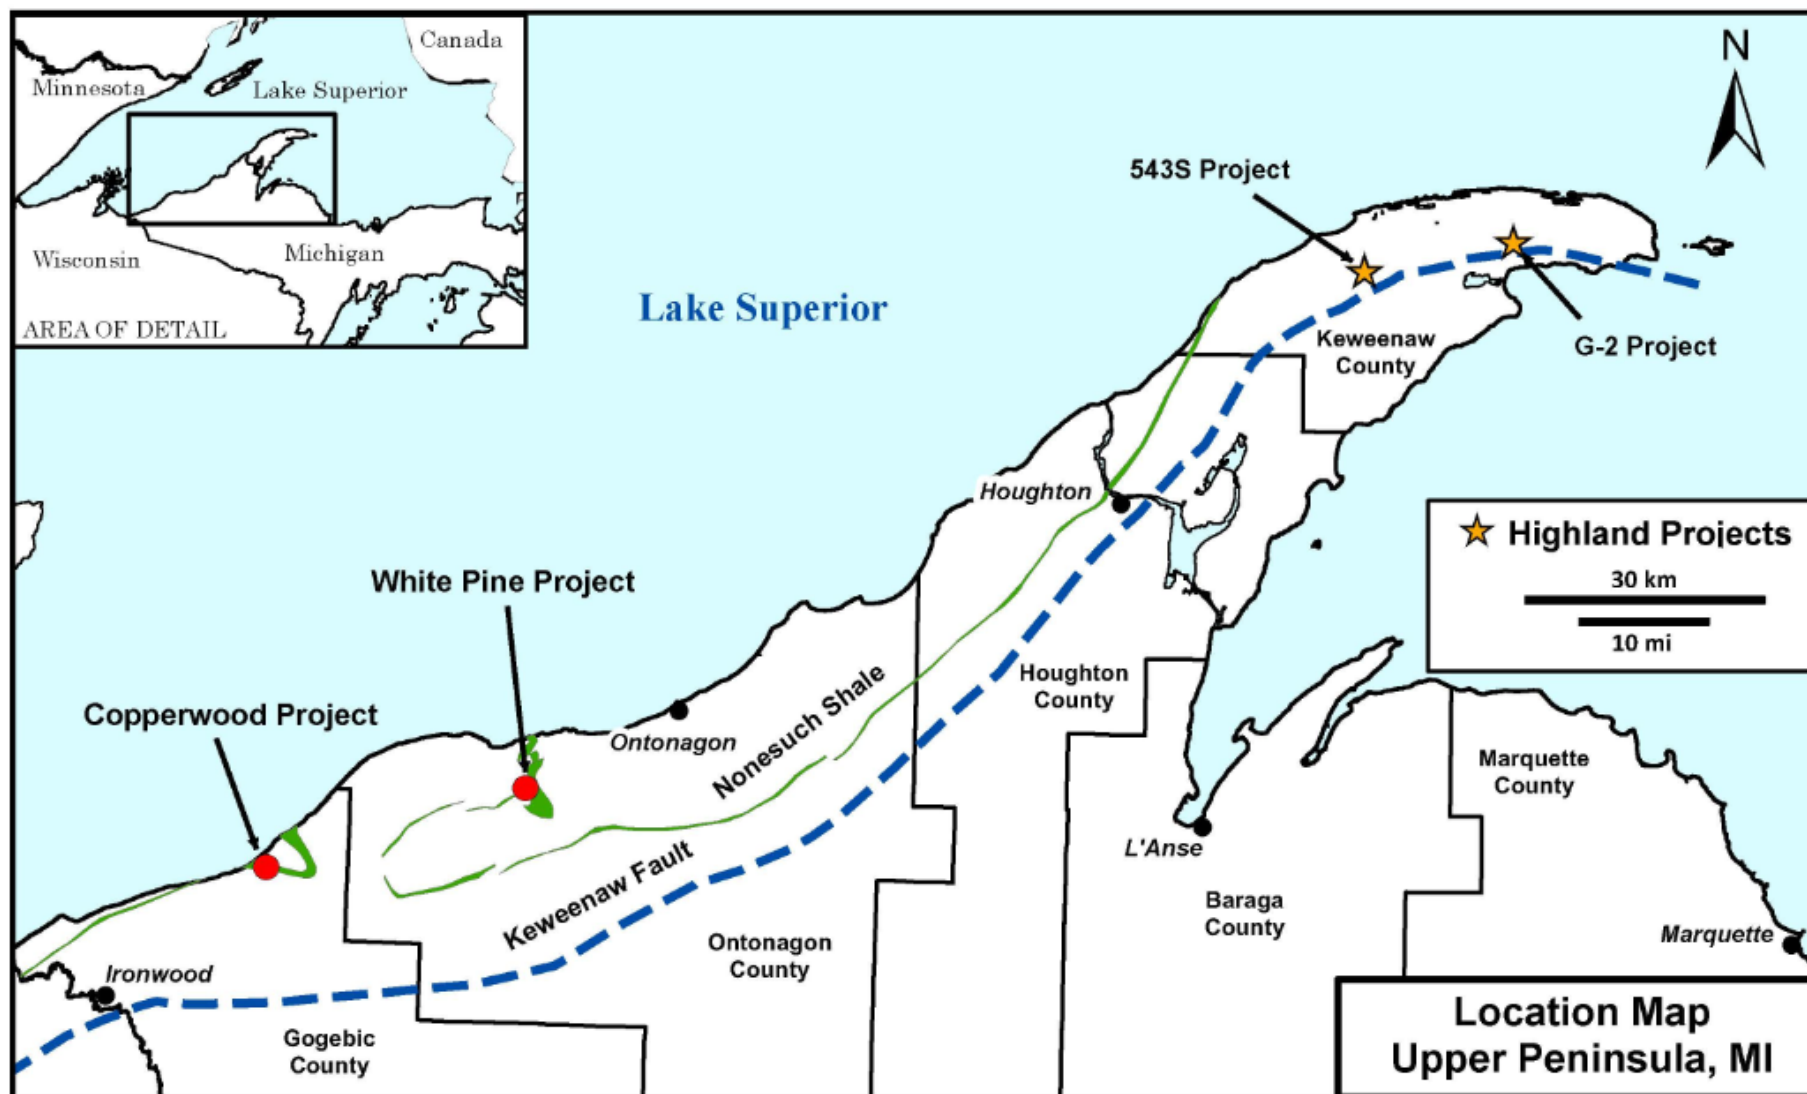 Canada
Minnesota
Lake Superior
Wisconsin
Michigan
AREA OF DETAIL
N
543S Project
Lake Superior
Keweenaw
County
G-2 Project
Houghton
Highland Projects
30 km
10 mi
White Pine Project
Houghton
County
Copperwood Project
Ontonagon
Nonesuch Shale
Marquette
County
L'Anse
Keweenaw Fault
Baraga
County
Ontonagon
County
Marquette
Ironwood
Gogebic
County
Location Map
Upper Peninsula, MI